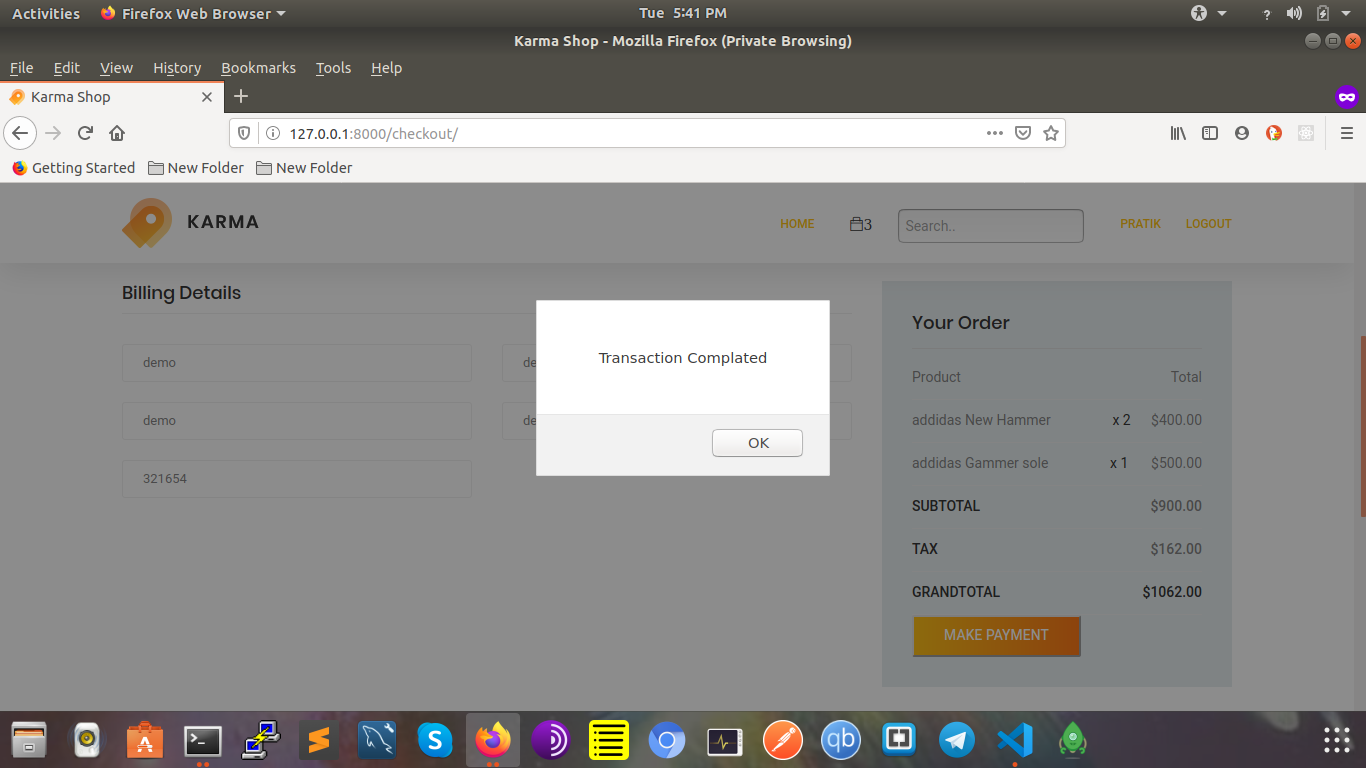 Activities Firefox Web Browser Tue 5:41 PM ?
Karma Shop - Mozilla Firefox (Private Browsing)
File Edit View History Bookmarks Tools Help
Karma Shop
127.0.0.1:8000/checkout/
Getting Started New Folder New Folder
KARMA HOME 3 Search.. PRATIK LOGOUT
Billing Details
demo de
demo de
321654
Transaction Complated
OK
Your Order
Product Total
addidas New Hammer x 2 $400.00
addidas Gammer sole x 1 $500.00
SUBTOTAL $900.00
TAX $162.00
GRANDTOTAL $1062.00
MAKE PAYMENT
S qb